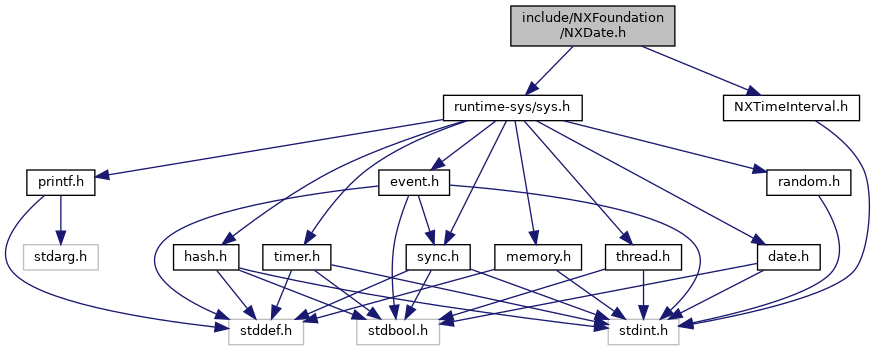 include/NXFoundation
/NXDate.h
runtime-sys/sys.h
NXTimeInterval.h
printf.h
event.h
random.h
stdarg.h
hash.h
timer.h
sync.h
memory.h
thread.h
date.h
stddef.h
stdbool.h
stdint.h